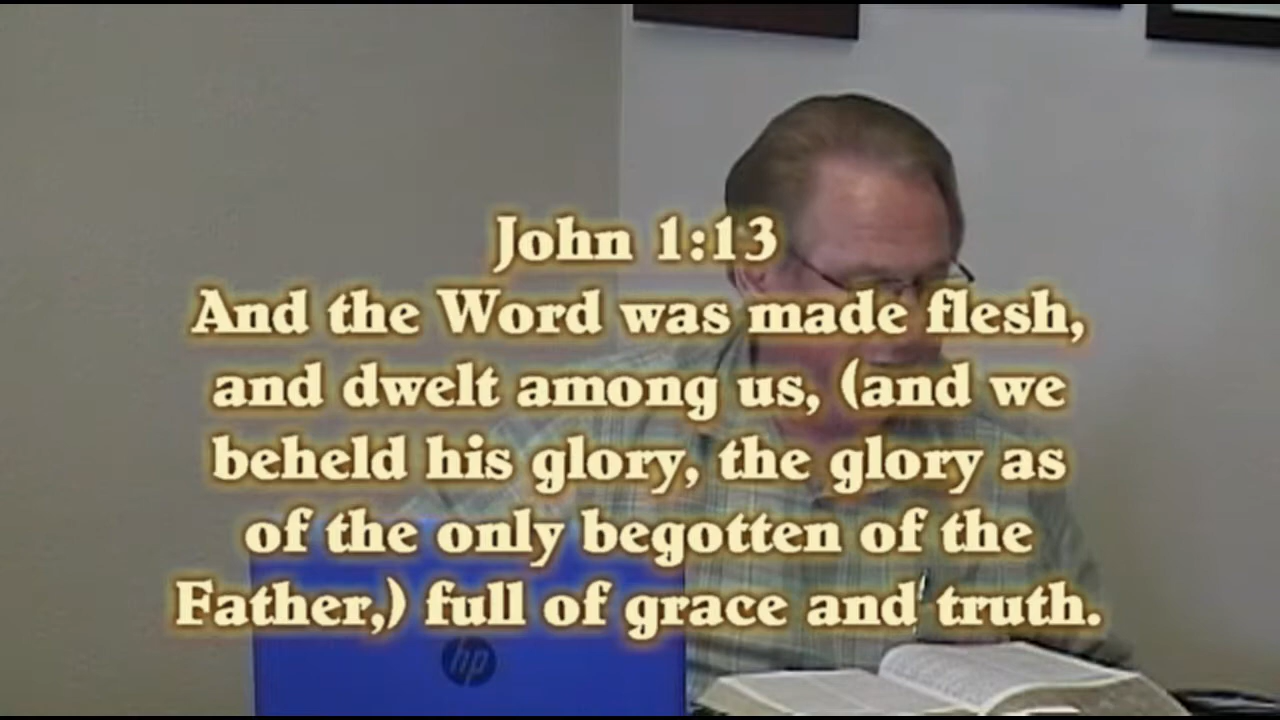 John 1:13
And the Word was made flesh,
and dwelt among us, (and we
beheld his glory, the glory as
of the only begotten of the
Father,) full of grace and truth.
hp